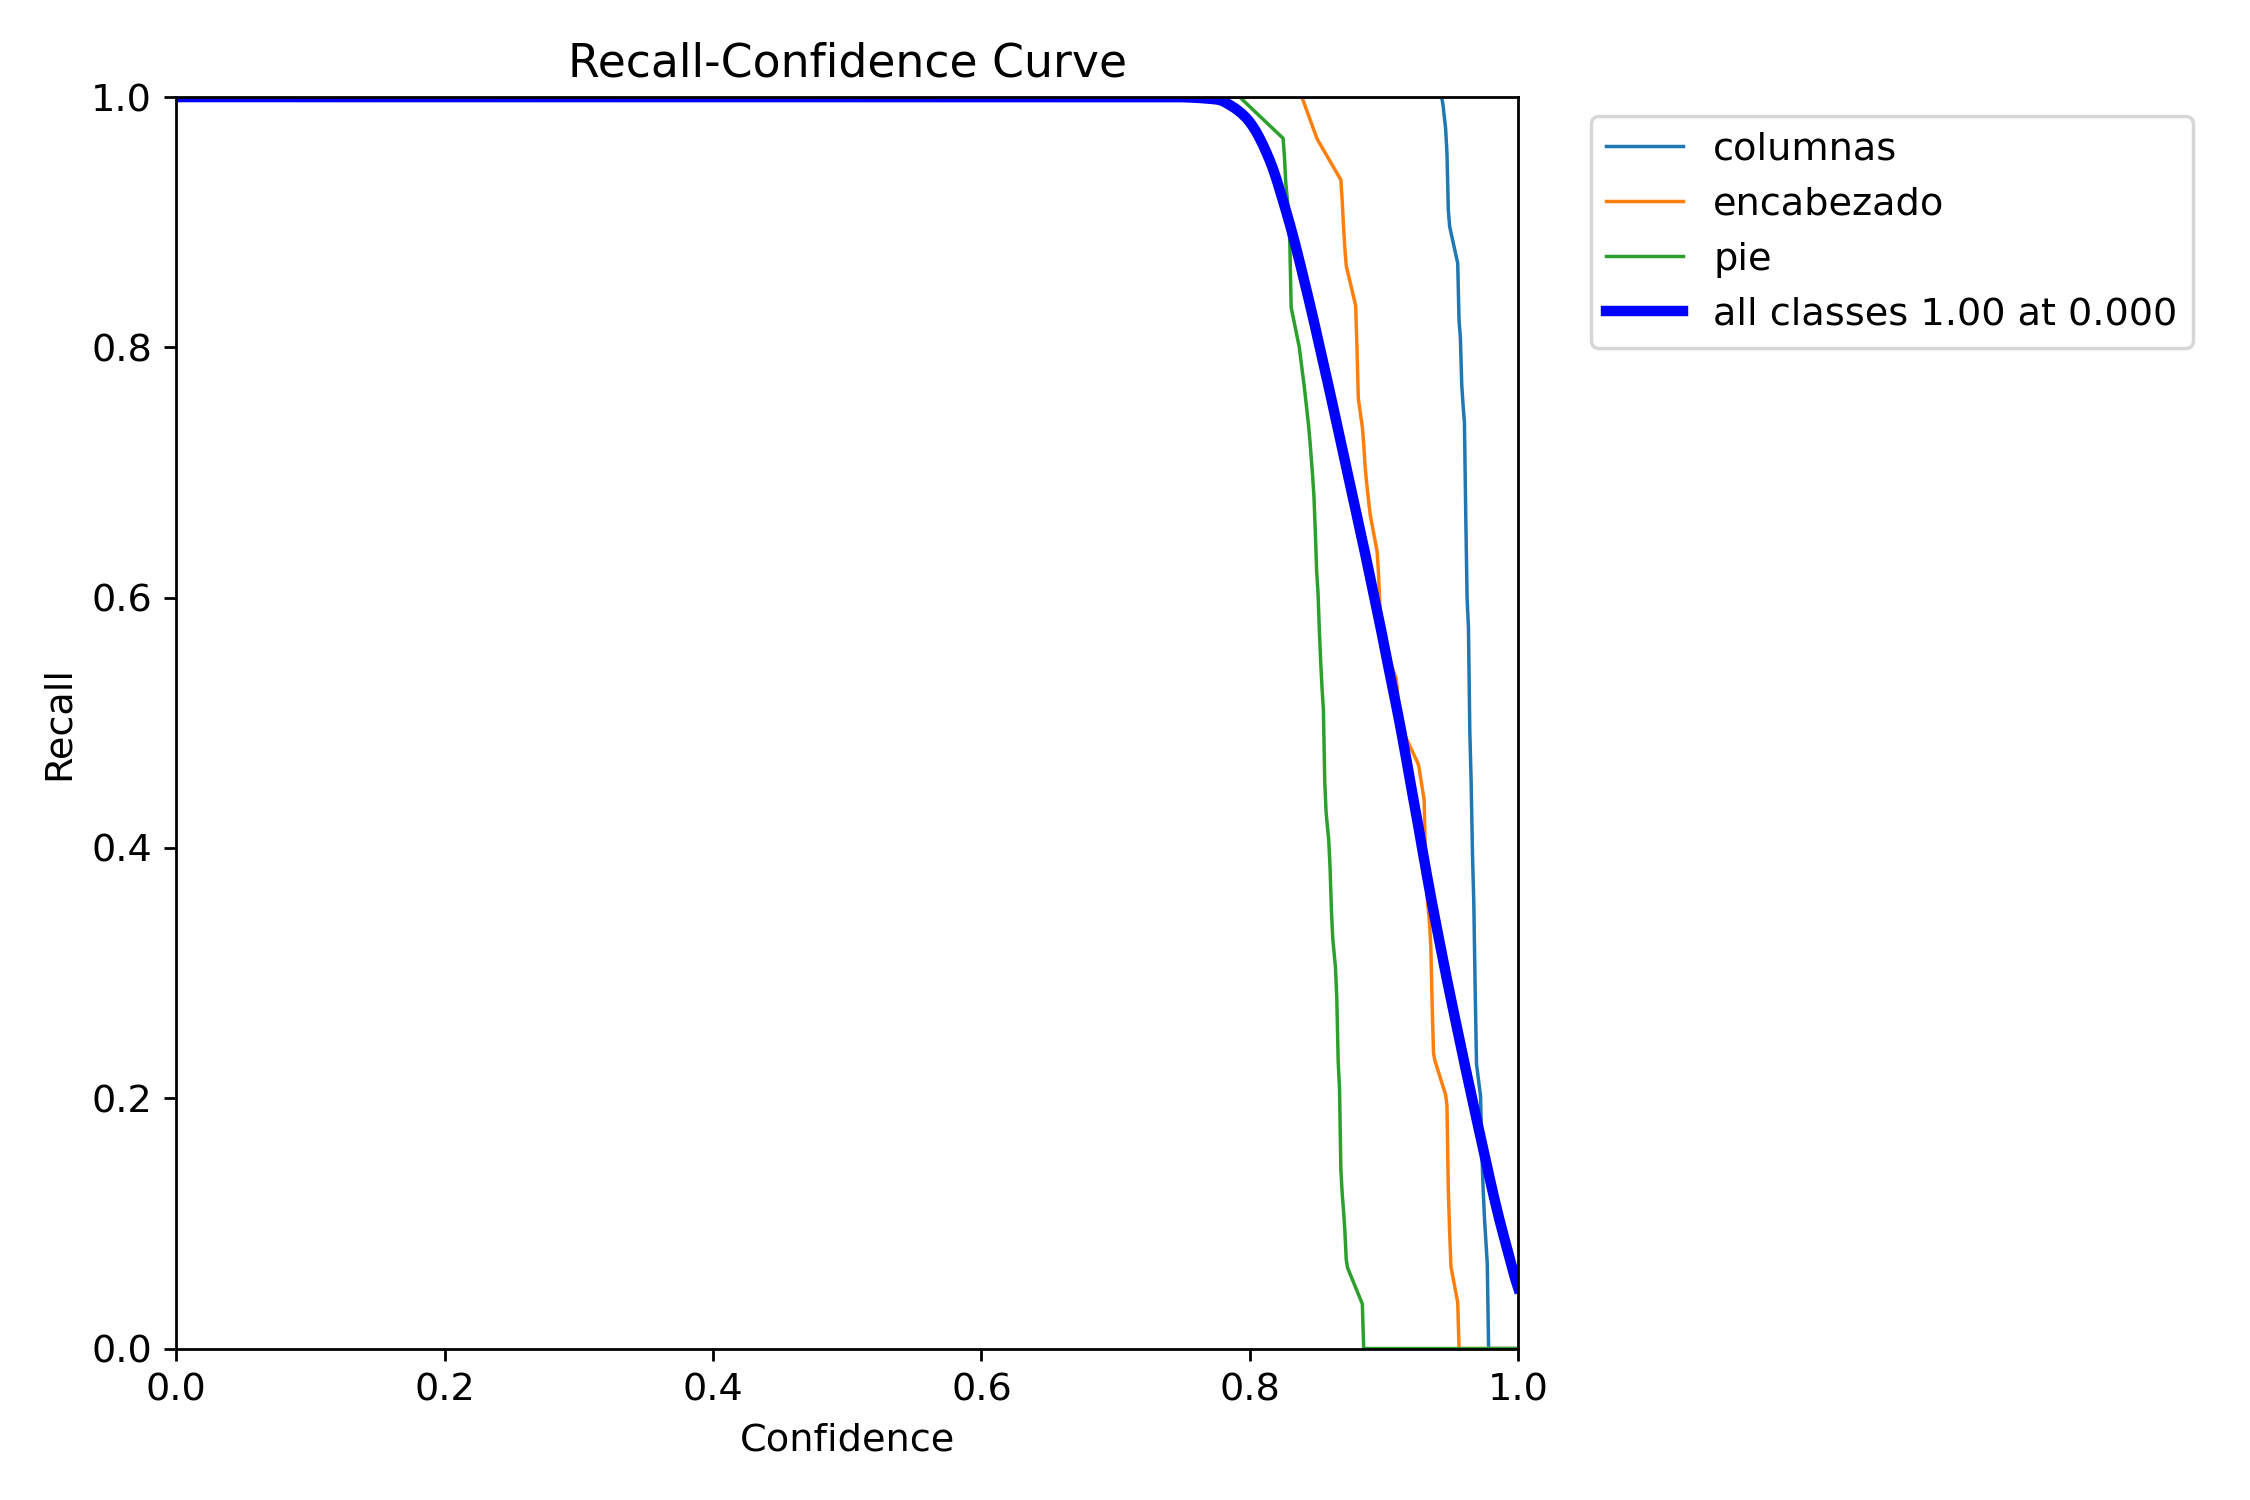 Recall-Confidence Curve
1.0
0.8
0.6
0.4
0.2
0.0
Recall
0.0 0.2 0.4 0.6 0.8 1.0
Confidence
columnas
encabezado
pie
all classes 1.00 at 0.000